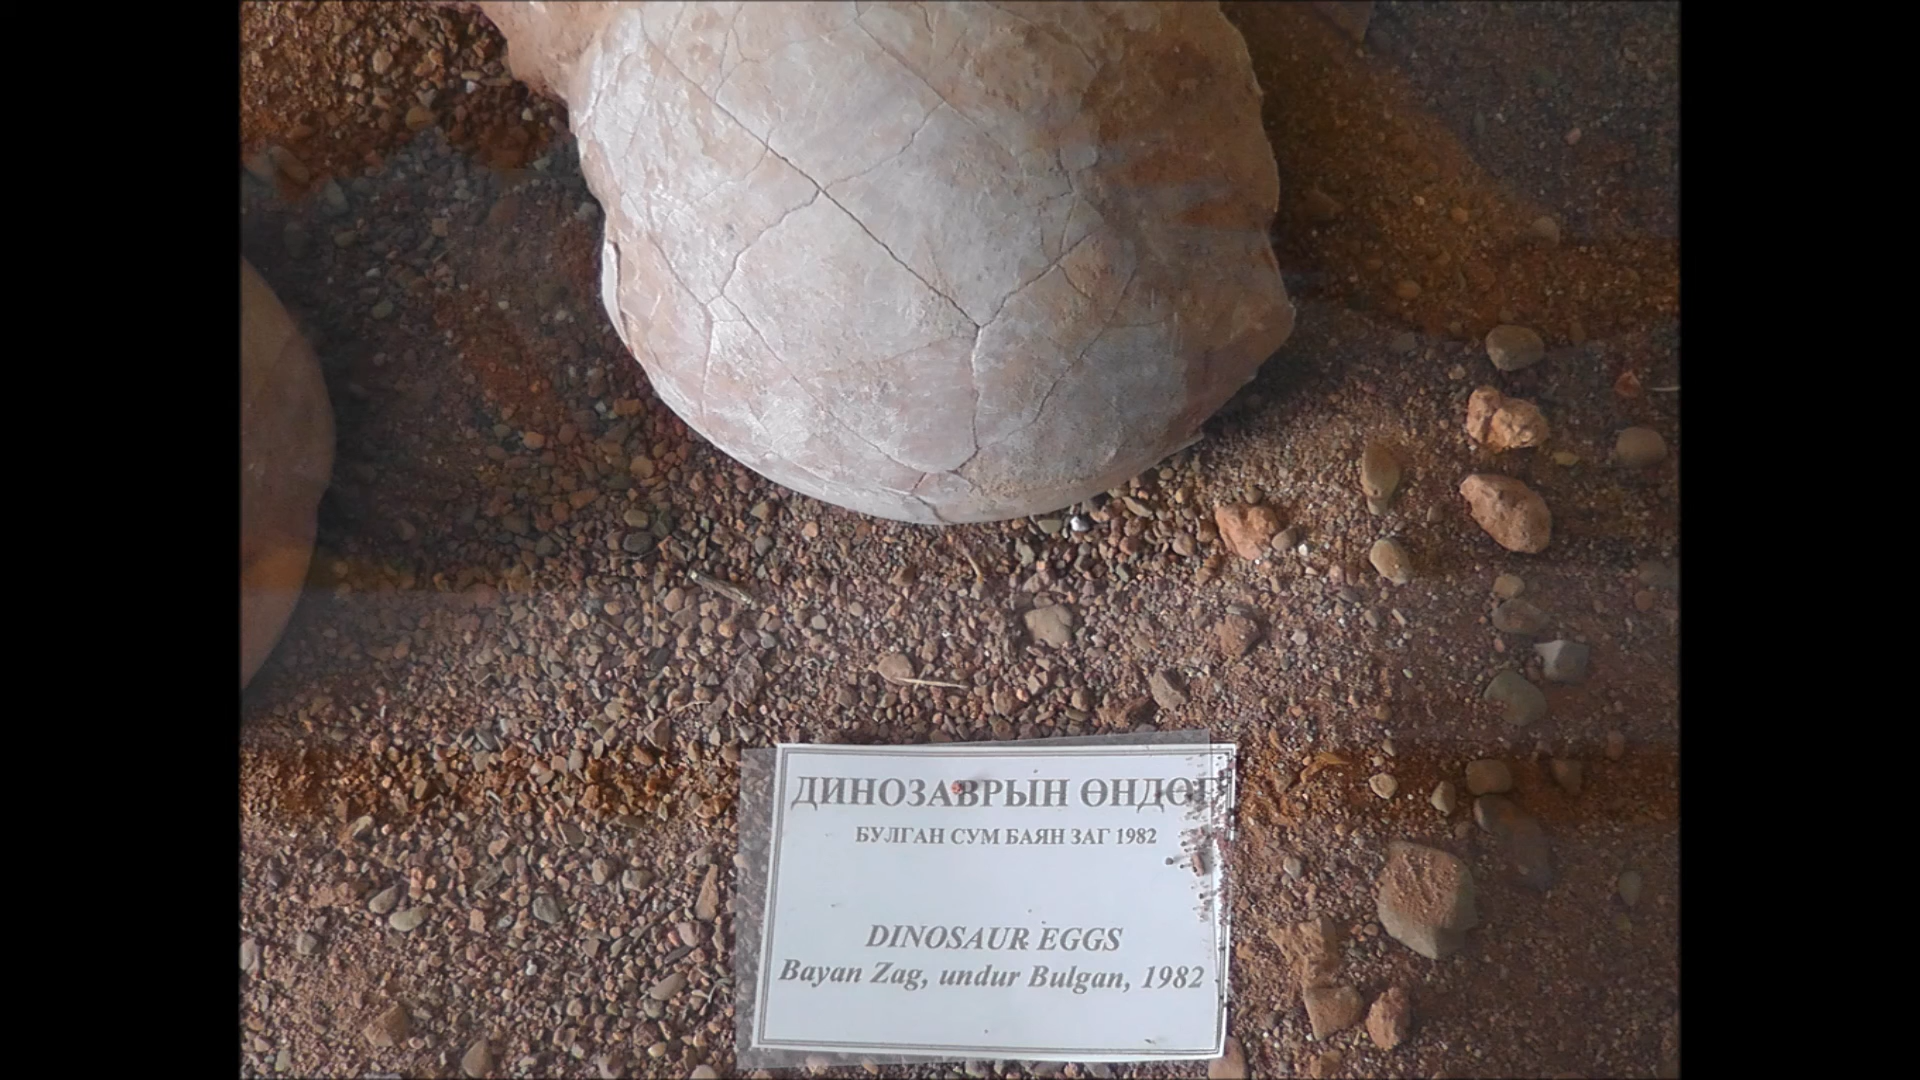 ДИНОЗАВРЫН ӨНДӨГ
БУЛГАН СУМ БАЯН ЗАГ 1982
DINOSAUR EGGS
Bayan Zag, undur Bulgan, 1982